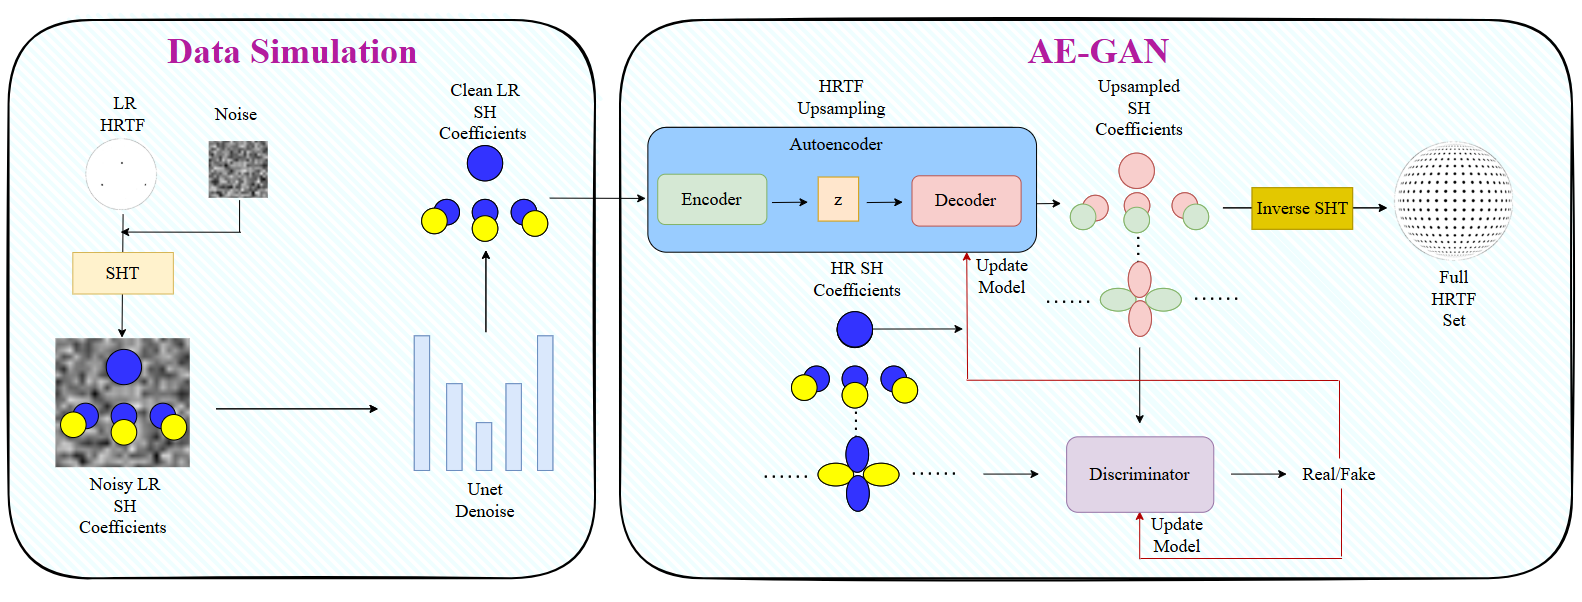 Data Simulation
LR
HRTF
Noise
SHT
Noisy LR
SH
Coefficients
Unet
Denoise
Clean LR
SH
Coefficients
AE-GAN
HRTF
Upsampling
Autoencoder
Encoder
z
Decoder
Upsampled
SH
Coefficients
Inverse SHT
Full
HRTF
Set
HR SH
Coefficients
Update
Model
Discriminator
Real/Fake
Update
Model